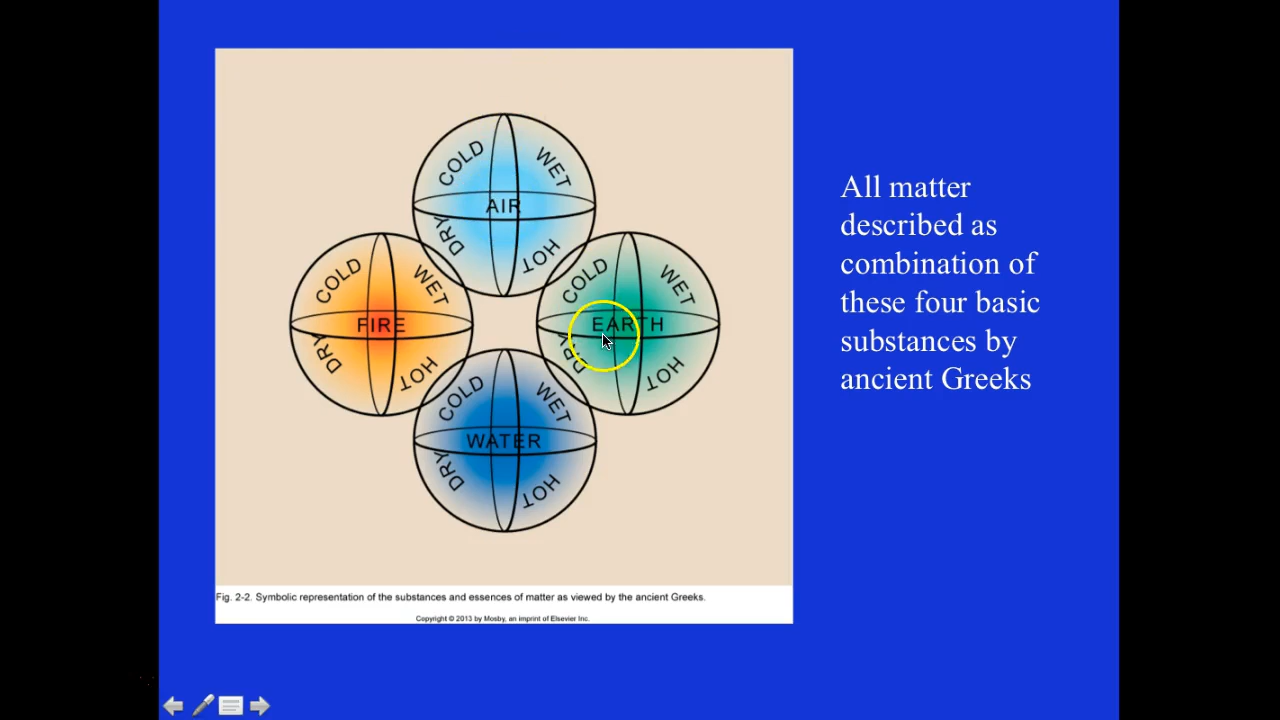 COLD WET
AIR
DRY HOT
COLD WET
FIRE
DRY HOT
COLD WET
EARTH
DRY HOT
COLD WET
WATER
DRY HOT
Fig. 2-2. Symbolic representation of the substances and essences of matter as viewed by the ancient Greeks.
Copyright © 2013 by Mosby, an imprint of Elsevier Inc.
All matter
described as
combination of
these four basic
substances by
ancient Greeks